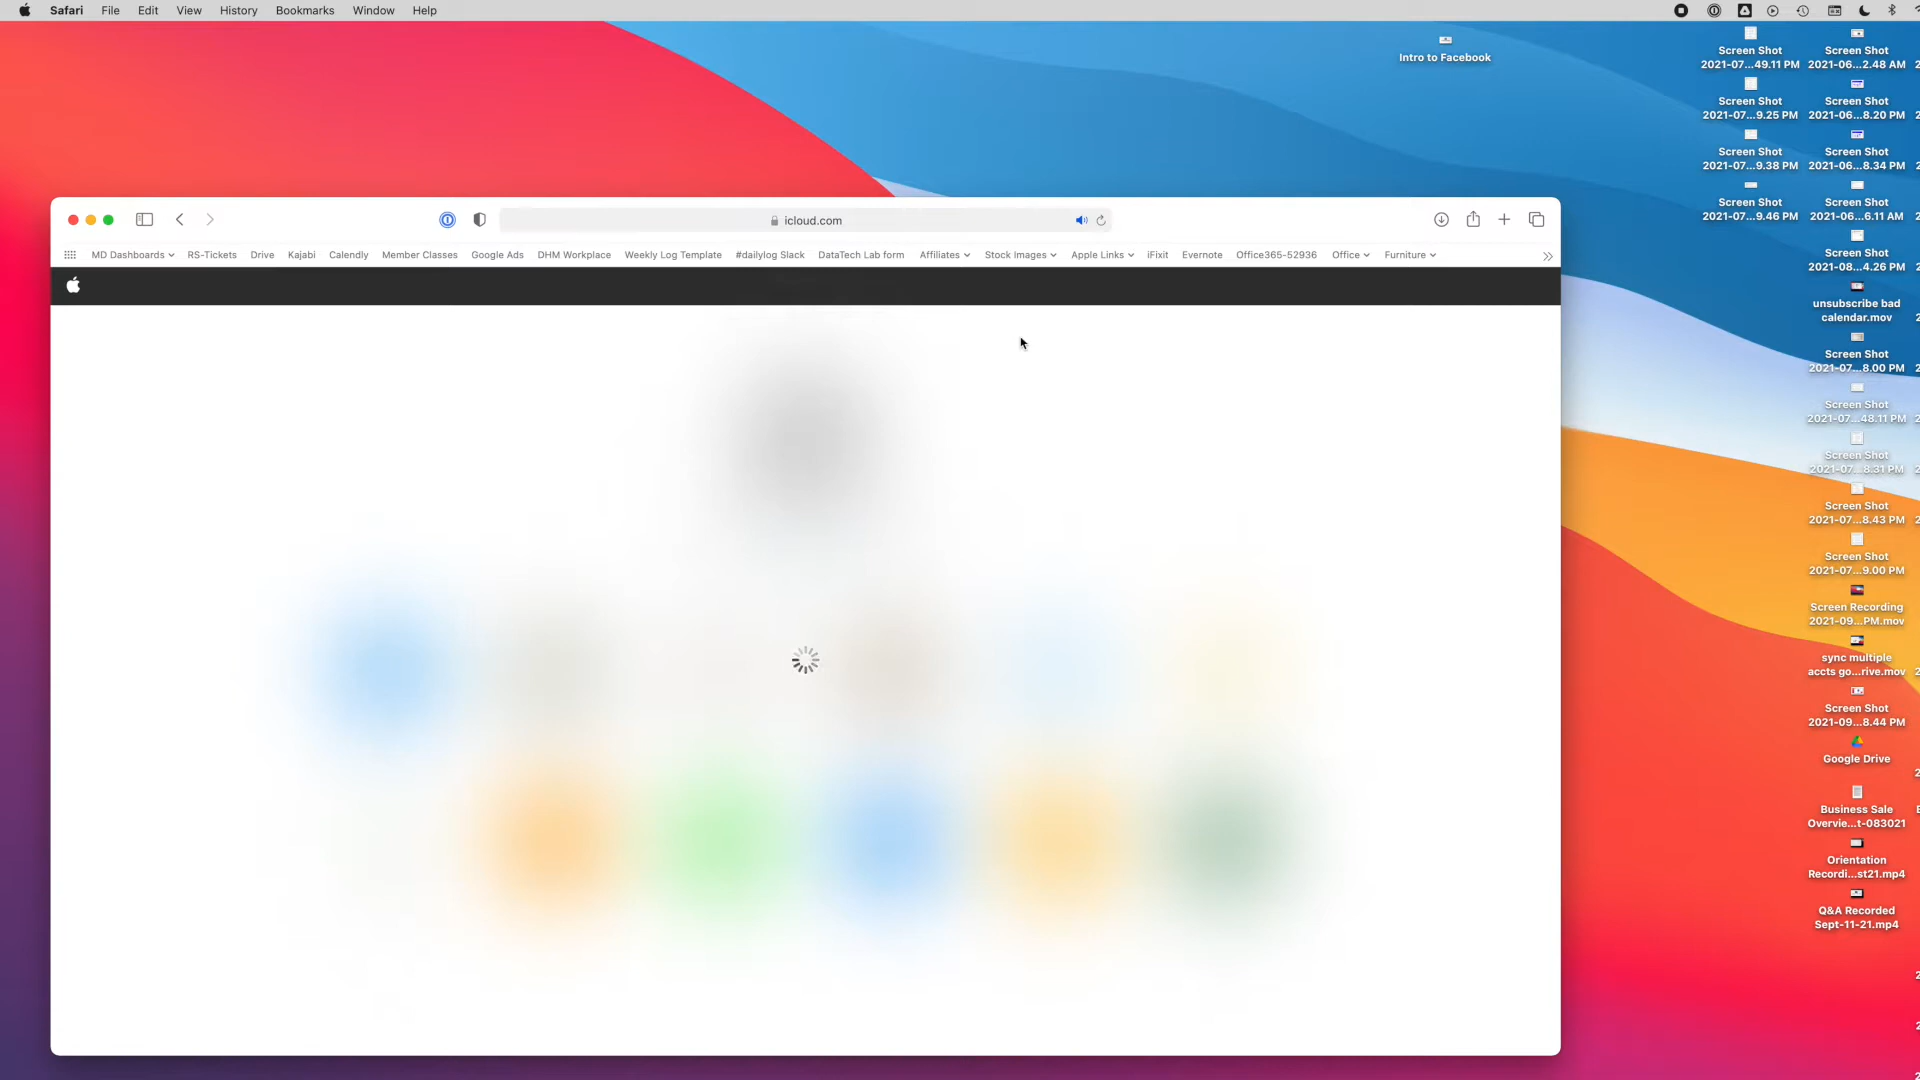 Safari File Edit View History Bookmarks Window Help
Intro to Facebook
Screen Shot
2021-07...49.11 PM
Screen Shot
2021-06...2.48 AM
Screen Shot
2021-07...9.25 PM
Screen Shot
2021-06...8.20 PM
Screen Shot
2021-07...9.38 PM
Screen Shot
2021-06...8.34 PM
Screen Shot
2021-07...9.46 PM
Screen Shot
2021-06...6.11 AM
icloud.com
MD Dashboards RS-Tickets Drive Kajabi Calendly Member Classes Google Ads DHM Workplace Weekly Log Template #dailylog Slack DataTech Lab form Affiliates Stock Images Apple Links iFixit Evernote Office365-52936 Office Furniture
Screen Shot
2021-08...4.26 PM
unsubscribe bad
calendar.mov
Screen Shot
2021-07...8.00 PM
Screen Shot
2021-07...48.11 PM
Screen Shot
2021-07...8.31 PM
Screen Shot
2021-07...8.43 PM
Screen Shot
2021-07...9.00 PM
Screen Recording
2021-09...PM.mov
sync multiple
accts go...rive.mov
Screen Shot
2021-09...8.44 PM
Google Drive
Business Sale
Overvie...t-083021
Orientation
Recordi...st21.mp4
Q&A Recorded
Sept-11-21.mp4